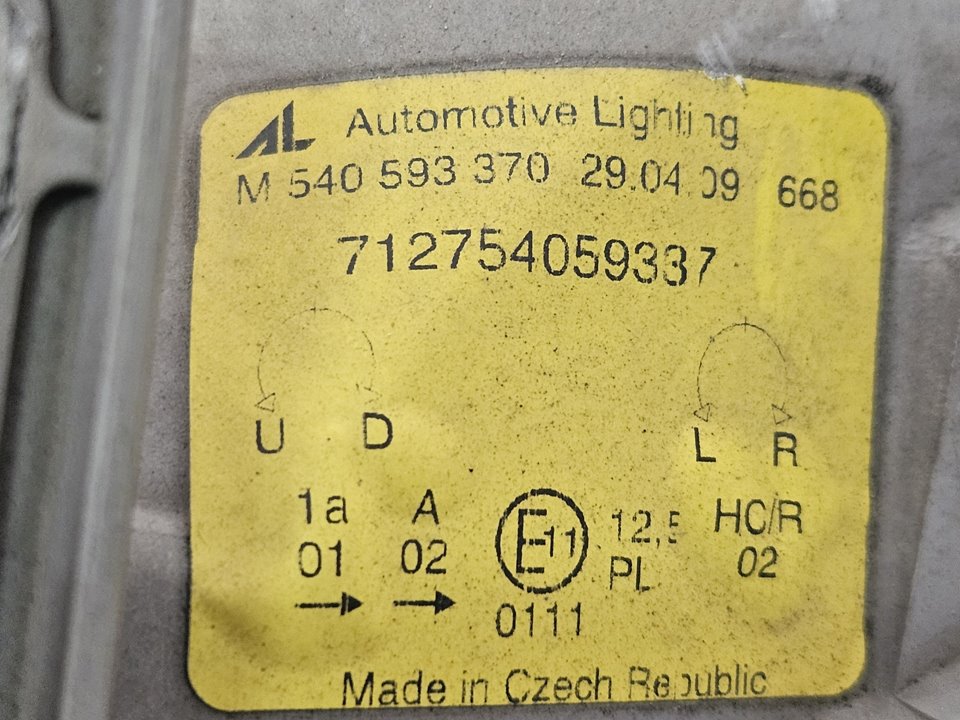 AL Automotive Lighting
M 540 593 370 29.04.09 668
712754059337
U D L R
1a A E11 12,5 HC/R
01 02 PL 02
→ → 0111
Made in Czech Republic